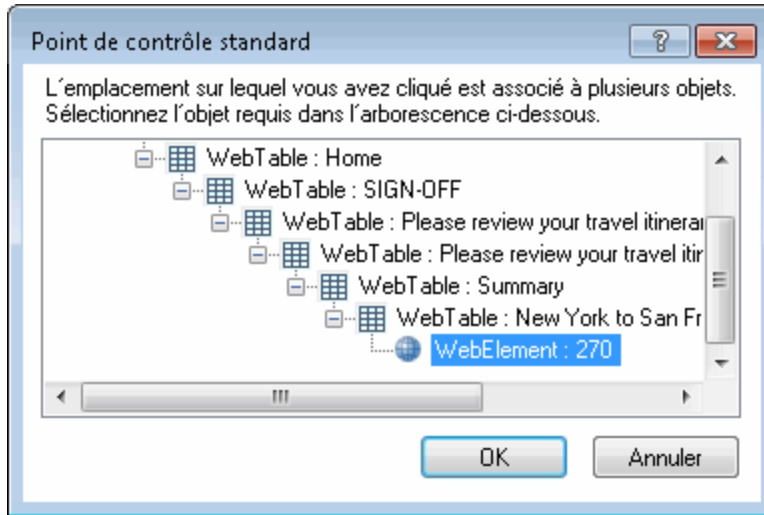 Point de contrôle standard
L´emplacement sur lequel vous avez cliqué est associé à plusieurs objets.
Sélectionnez l´objet requis dans l´arborescence ci-dessous.
WebTable : Home
WebTable : SIGN-OFF
WebTable : Please review your travel itinerar
WebTable : Please review your travel itir
WebTable : Summary
WebTable : New York to San Fr
WebElement : 270
OK Annuler